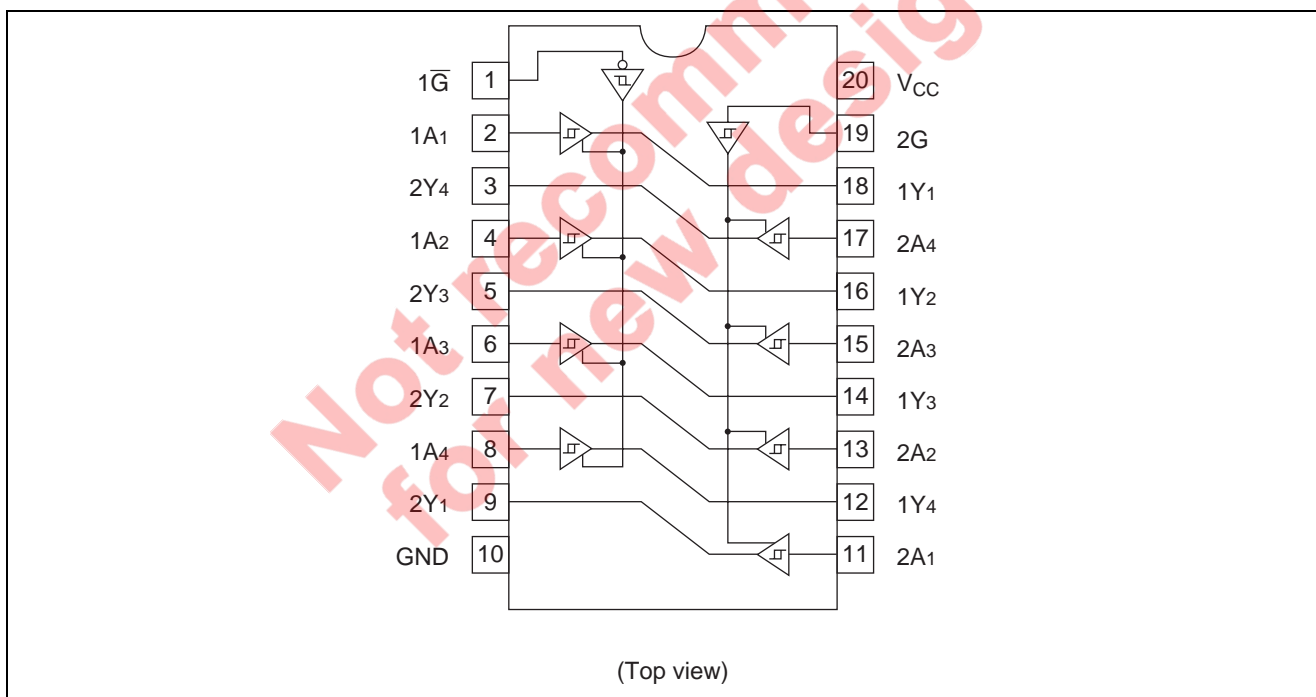 Not recomm
for new desig
1G̅ 1
1A1 2
2Y4 3
1A2 4
2Y3 5
1A3 6
2Y2 7
1A4 8
2Y1 9
GND 10
20 VCC
19 2G
18 1Y1
17 2A4
16 1Y2
15 2A3
14 1Y3
13 2A2
12 1Y4
11 2A1
(Top view)